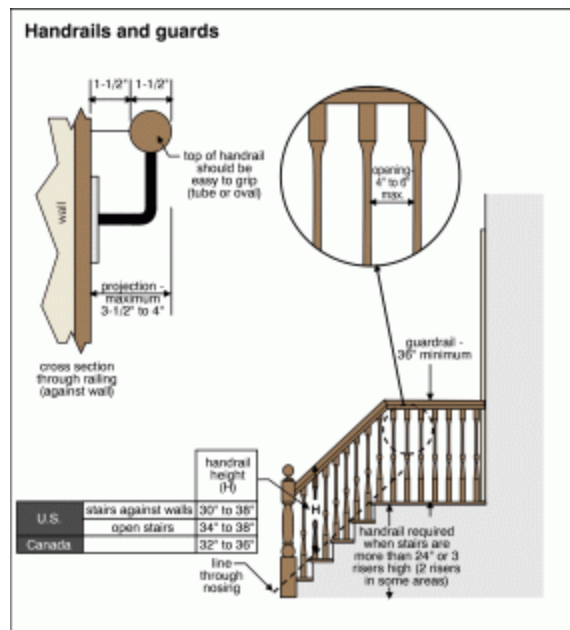 Handrails and guards
1-1/2" 1-1/2"
top of handrail
should be
easy to grip
(tube or oval)
wall
projection -
maximum
3-1/2" to 4"
cross section
through railing
(against wall)
opening-
4" to 6"
max.
guardrail -
36" minimum
handrail
height
(H)
U.S.
stairs against walls 30" to 38"
open stairs 34" to 38"
Canada 32" to 36"
H
line
through
nosing
handrail required
when stairs are
more than 24" or 3
risers high (2 risers
in some areas)